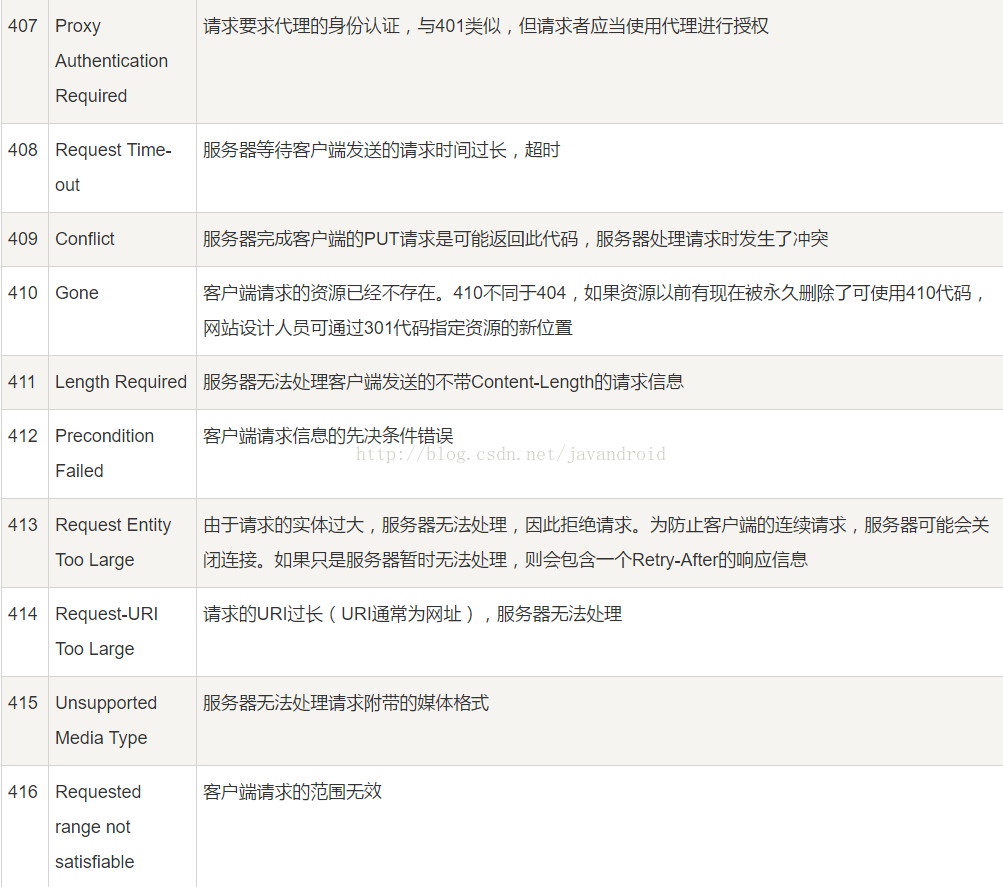 407 Proxy 请求要求代理的身份认证，与401类似，但请求者应当使用代理进行授权
Authentication
Required
408 Request Time- 服务器等待客户端发送的请求时间过长，超时
out
409 Conflict 服务器完成客户端的PUT请求是可能返回此代码，服务器处理请求时发生了冲突
410 Gone 客户端请求的资源已经不存在。410不同于404，如果资源以前有现在被永久删除了可使用410代码，
网站设计人员可通过301代码指定资源的新位置
411 Length Required 服务器无法处理客户端发送的不带Content-Length的请求信息
412 Precondition 客户端请求信息的先决条件错误
http://blog.csdn.net/javandroid
Failed
413 Request Entity 由于请求的实体过大，服务器无法处理，因此拒绝请求。为防止客户端的连续请求，服务器可能会关
Too Large 闭连接。如果只是服务器暂时无法处理，则会包含一个Retry-After的响应信息
414 Request-URI 请求的URI过长（URI通常为网址），服务器无法处理
Too Large
415 Unsupported 服务器无法处理请求附带的媒体格式
Media Type
416 Requested 客户端请求的范围无效
range not
satisfiable